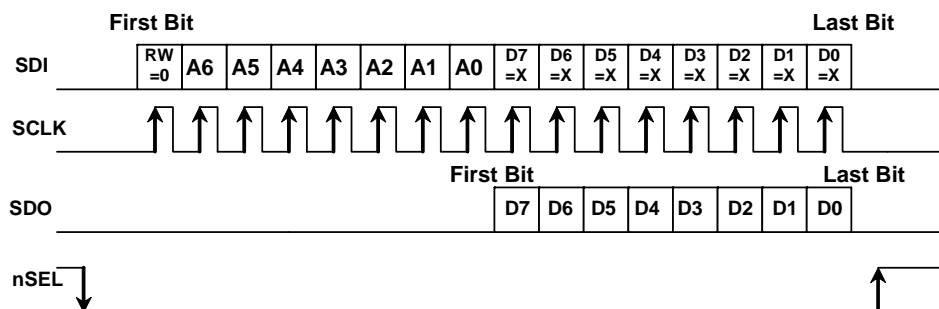 First Bit Last Bit
SDI RW =0 A6 A5 A4 A3 A2 A1 A0 D7 =X D6 =X D5 =X D4 =X D3 =X D2 =X D1 =X D0 =X
SCLK
First Bit Last Bit
SDO D7 D6 D5 D4 D3 D2 D1 D0
nSEL